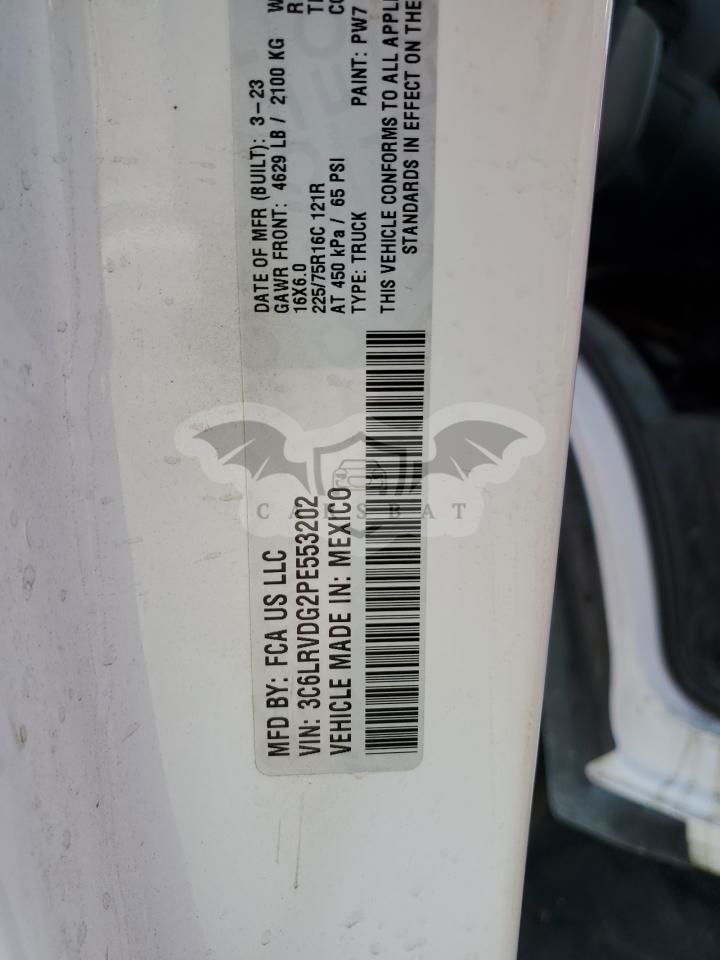 MFD BY: FCA US LLC
VIN: 3C6LRVDG2PE553202
VEHICLE MADE IN: MEXICO
DATE OF MFR (BUILT): 3-23
GAWR FRONT: 4629 LB / 2100 KG
16X6.0
225/75R16C 121R
AT 450 kPa / 65 PSI
TYPE: TRUCK PAINT: PW7
THIS VEHICLE CONFORMS TO ALL APPLI
STANDARDS IN EFFECT ON THE
CARSBAT